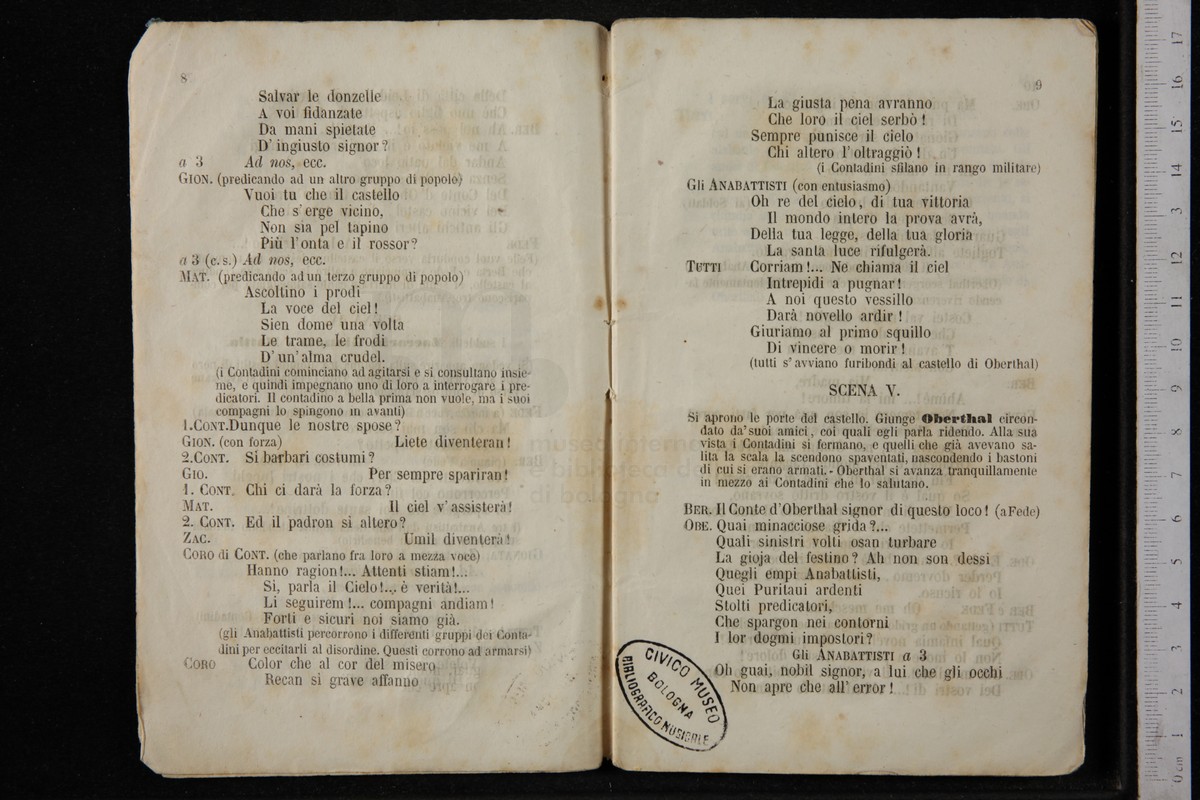 8
Salvar le donzelle
A voi fidanzate
Da mani spietate
D' ingiusto signor?
a 3 Ad nos, ecc.
GION. (predicando ad un altro gruppo di popolo)
Vuoi tu che il castello
Che s' erge vicino,
Non sia pel tapino
Più l'onta e il rossor?
a 3 (c. s.) Ad nos, ecc.
MAT. (predicando ad un terzo gruppo di popolo)
Ascoltino i prodi
La voce del ciel!
Sien dome una volta
Le trame, le frodi
D' un' alma crudel.
(i Contadini cominciano ad agitarsi e si consultano insie-
me, e quindi impegnano uno di loro a interrogare i pre-
dicatori. Il contadino a bella prima non vuole, ma i suoi
compagni lo spingono in avanti)
1.CONT.Dunque le nostre spose?
GION. (con forza) Liete diventeran!
2.CONT. Si barbari costumi?
GIO. Per sempre spariran!
1. CONT. Chi ci darà la forza?
MAT. Il ciel v' assisterà!
2. CONT. Ed il padron si altero?
ZAC. Umil diventerà!
CORO di CONT. (che parlano fra loro a mezza voce)
Hanno ragion!... Attenti stiam!...
Si, parla il Cielo!... è verità!...
Li seguirem!... compagni andiam!
Forti e sicuri noi siamo già.
(gli Anabattisti percorrono i differenti gruppi dei Conta-
dini per eccitarli al disordine. Questi corrono ad armarsi)
CORO Color che al cor del misero
Recan si grave affanno
9
La giusta pena avranno
Che loro il ciel serbò!
Sempre punisce il cielo
Chi altero l' oltraggiò!
(i Contadini sfilano in rango militare)
Gli ANABATTISTI (con entusiasmo)
Oh re del cielo, di tua vittoria
Il mondo intero la prova avrà,
Della tua legge, della tua gloria
La santa luce rifulgerà.
TUTTI Corriam!... Ne chiama il ciel
Intrepidi a pugnar!
A noi questo vessillo
Darà novello ardir!
Giuriamo al primo squillo
Di vincere o morir!
(tutti s' avviano furibondi al castello di Oberthal)
SCENA V.
Si aprono le porte del castello. Giunge Oberthal circon-
dato da' suoi amici, coi quali egli parla ridendo. Alla sua
vista i Contadini si fermano, e quelli che già avevano sa-
lita la scala la scendono spaventati, nascondendo i bastoni
di cui si erano armati. - Oberthal si avanza tranquillamente
in mezzo ai Contadini che lo salutano.
BER. Il Conte d'Oberthal signor di questo loco! (a Fede)
OBE. Quai minacciose grida?...
Quali sinistri volti osan turbare
La gioja del festino? Ah non son dessi
Quegli empi Anabattisti,
Quei Puritani ardenti
Stolti predicatori,
Che spargon nei contorni
I lor dogmi impostori?
Gli ANABATTISTI a 3
Oh guai, nobil signor, a lui che gli occhi
Non apre che all' error!
CIVICO MUSEO
BOLOGNA
BIBLIOGRAFICO MUSICALE